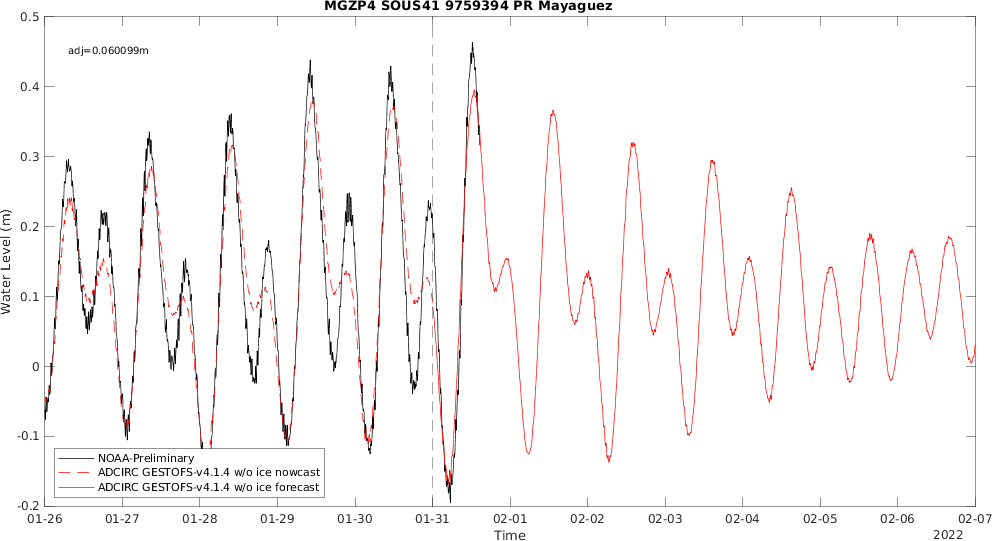 MGZP4 SOUS41 9759394 PR Mayaguez
adj=0.060099m
0.5
0.4
0.3
0.2
0.1
0
-0.1
-0.2
Water Level (m)
NOAA-Preliminary
ADCIRC GESTOFS-v4.1.4 w/o ice nowcast
ADCIRC GESTOFS-v4.1.4 w/o ice forecast
01-26 01-27 01-28 01-29 01-30 01-31 02-01 02-02 02-03 02-04 02-05 02-06 02-07
Time
2022